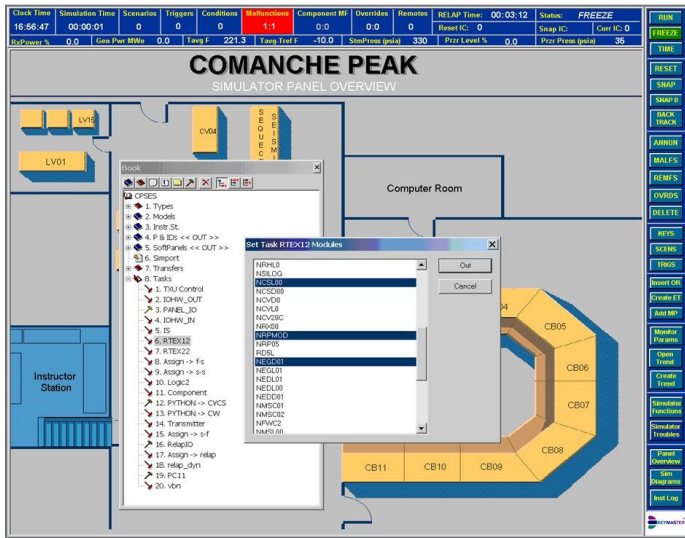 Clock Time Simulation Time Scenarios Triggers Conditions Malfunctions Component MF Overrides Remotes RELAP Time: 00:03:12 Status: FREEZE
16:56:47 00:00:01 0 0 0 1:1 0:0 0:0 0 Reset IC: 0 Snap IC: Curr IC: 0
RxPower % 0.0 Gen Pwr MWe 0.0 Tavg F 221.3 Tavg-Tref F -10.0 StmPress (psia) 330 Przr Level % 0.0 Przr Press (psia) 35
COMANCHE PEAK
SIMULATOR PANEL OVERVIEW
LV15
LV01
CV04
SEQUEC
SEISM
Computer Room
Instructor
Station
04
CB05
CB06
CB07
CB08
CB09
CB10
CB11
Book
CPSES
1. Types
2. Models
3. Instr.St.
4. P & IDs << OUT >>
5. SoftPanels << OUT >>
6. Simport
7. Transfers
8. Tasks
1. TXU Control
2. IOHW_OUT
3. PANEL_IO
4. IOHW_IN
5. IS
6. RTEX12
7. RTEX22
8. Assign -> f-s
9. Assign -> s-s
10. Logic2
11. Component
12. PYTHON -> CVCS
13. PYTHON -> CW
14. Transmitter
15. Assign -> s-f
16. RelapIO
17. Assign -> relap
18. relap_dyn
19. PC11
20. vbn
Set Task RTEX12 Modules
NRHL0
NSILOG
NCSL00
NCSD00
NCVD0
NCVL0
NCV20C
NRX00
NRPMOD
NRP05
RD5L
NEGD01
NEGL01
NEDL01
NEDL00
NEDD01
NMSC01
NMSC02
NFWC2
NMSL00
Out
Cancel
RUN
FREEZE
TIME
RESET
SNAP
SNAP 0
BACK
TRACK
ANNUN
MALFS
REMFS
OVRDS
DELETE
KEYS
SCENS
TRIGS
Insert OR
Create ET
Add MP
Monitor
Params
Open
Trend
Create
Trend
Simulator
Functions
Simulator
Troubles
Panel
Overview
Sim
Diagrams
Inst Log
KEYMASTER